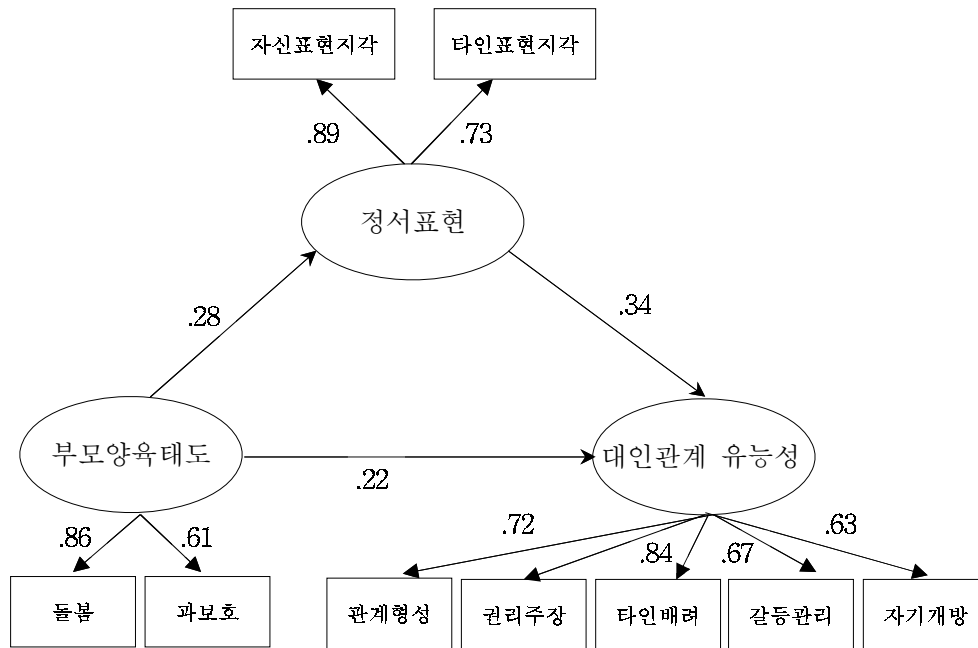 자신표현지각 타인표현지각
.89 .73
정서표현
.28 .34
부모양육태도 대인관계 유능성
.22
.86 .61 .72 .84 .67 .63
돌봄 과보호 관계형성 권리주장 타인배려 갈등관리 자기개방